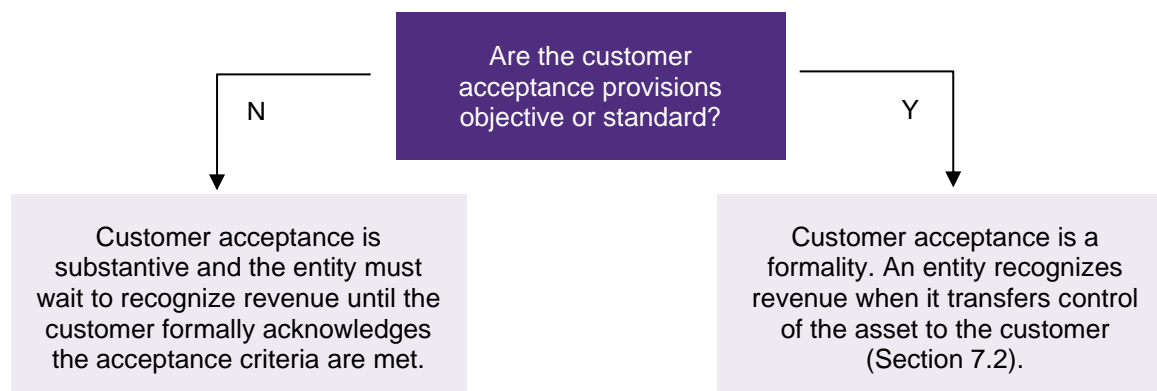 Are the customer
acceptance provisions
objective or standard?
N
Y
Customer acceptance is
substantive and the entity must
wait to recognize revenue until the
customer formally acknowledges
the acceptance criteria are met.
Customer acceptance is a
formality. An entity recognizes
revenue when it transfers control
of the asset to the customer
(Section 7.2).